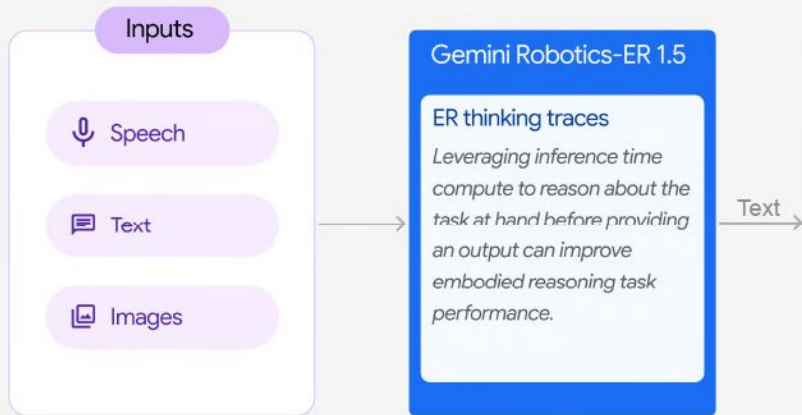 Inputs
Speech
Text
Images
Gemini Robotics-ER 1.5
ER thinking traces
Leveraging inference time
compute to reason about the
task at hand before providing
an output can improve
embodied reasoning task
performance.
Text